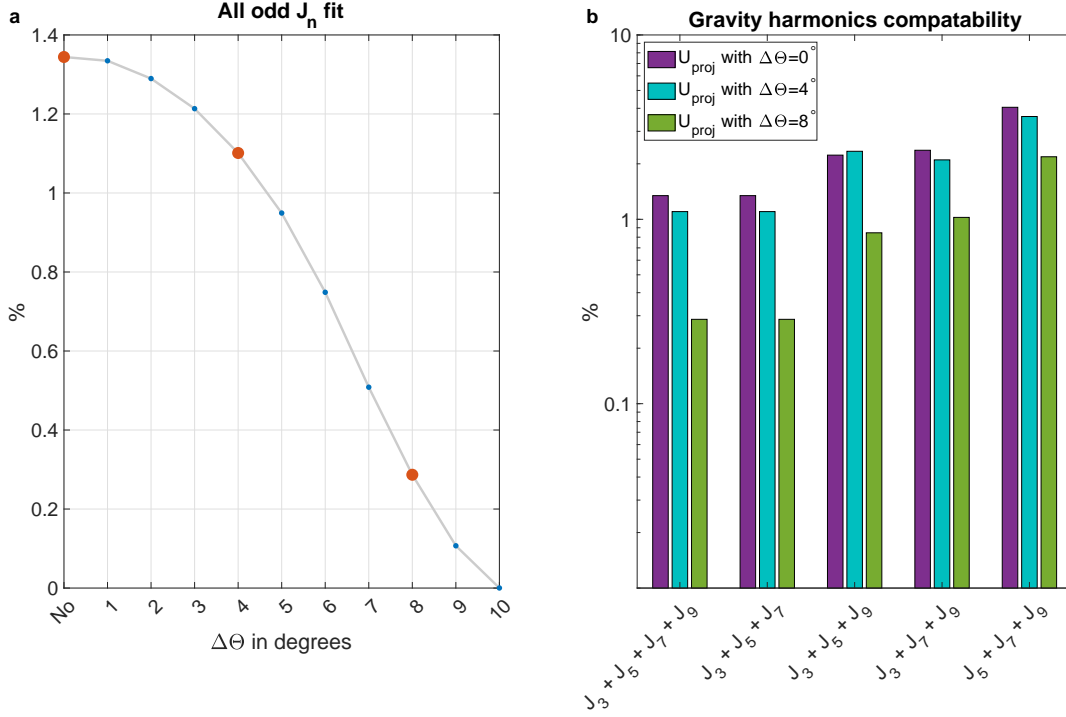 a
All odd J_n fit
1.4
1.2
1
0.8
0.6
0.4
0.2
0
%
No
1
2
3
4
5
6
7
8
9
10
ΔΘ in degrees
b
Gravity harmonics compatability
10
1
0.1
%
U_proj with ΔΘ=0°
U_proj with ΔΘ=4°
U_proj with ΔΘ=8°
J_3 + J_5 + J_7 + J_9
J_3 + J_5 + J_7
J_3 + J_5 + J_9
J_3 + J_7 + J_9
J_5 + J_7 + J_9